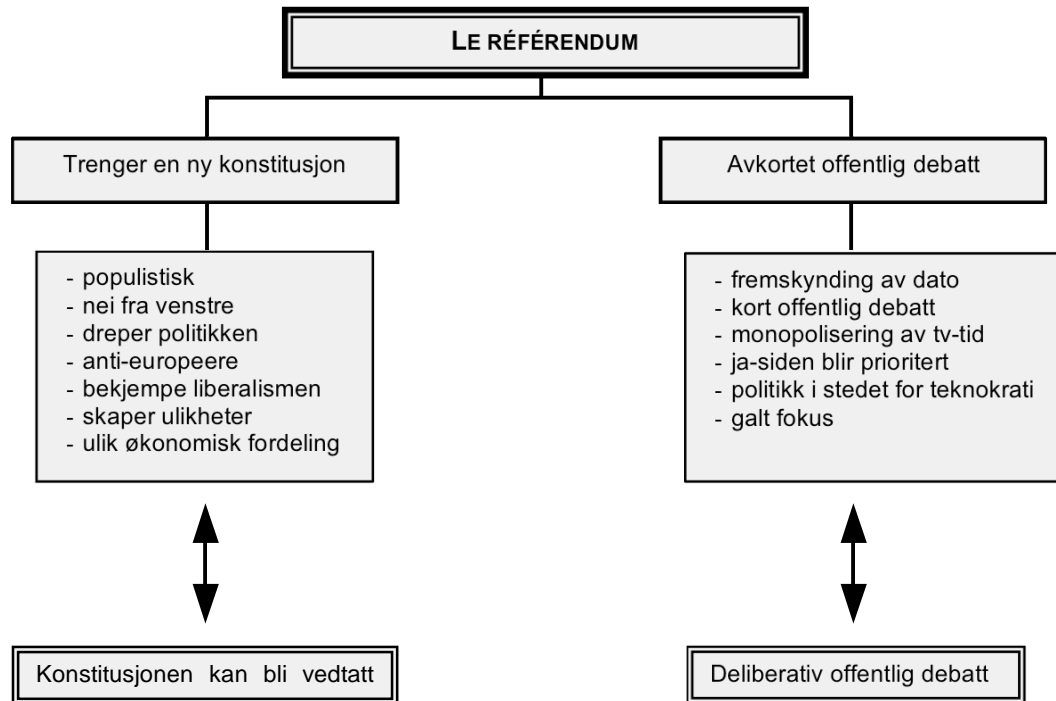 LE RÉFÉRENDUM
Trenger en ny konstitusjon
- populistisk
- nei fra venstre
- dreper politikken
- anti-europeere
- bekjempe liberalismen
- skaper ulikheter
- ulik økonomisk fordeling
Konstitusjonen kan bli vedtatt
Avkortet offentlig debatt
- fremskynding av dato
- kort offentlig debatt
- monopolisering av tv-tid
- ja-siden blir prioritert
- politikk i stedet for teknokrati
- galt fokus
Deliberativ offentlig debatt